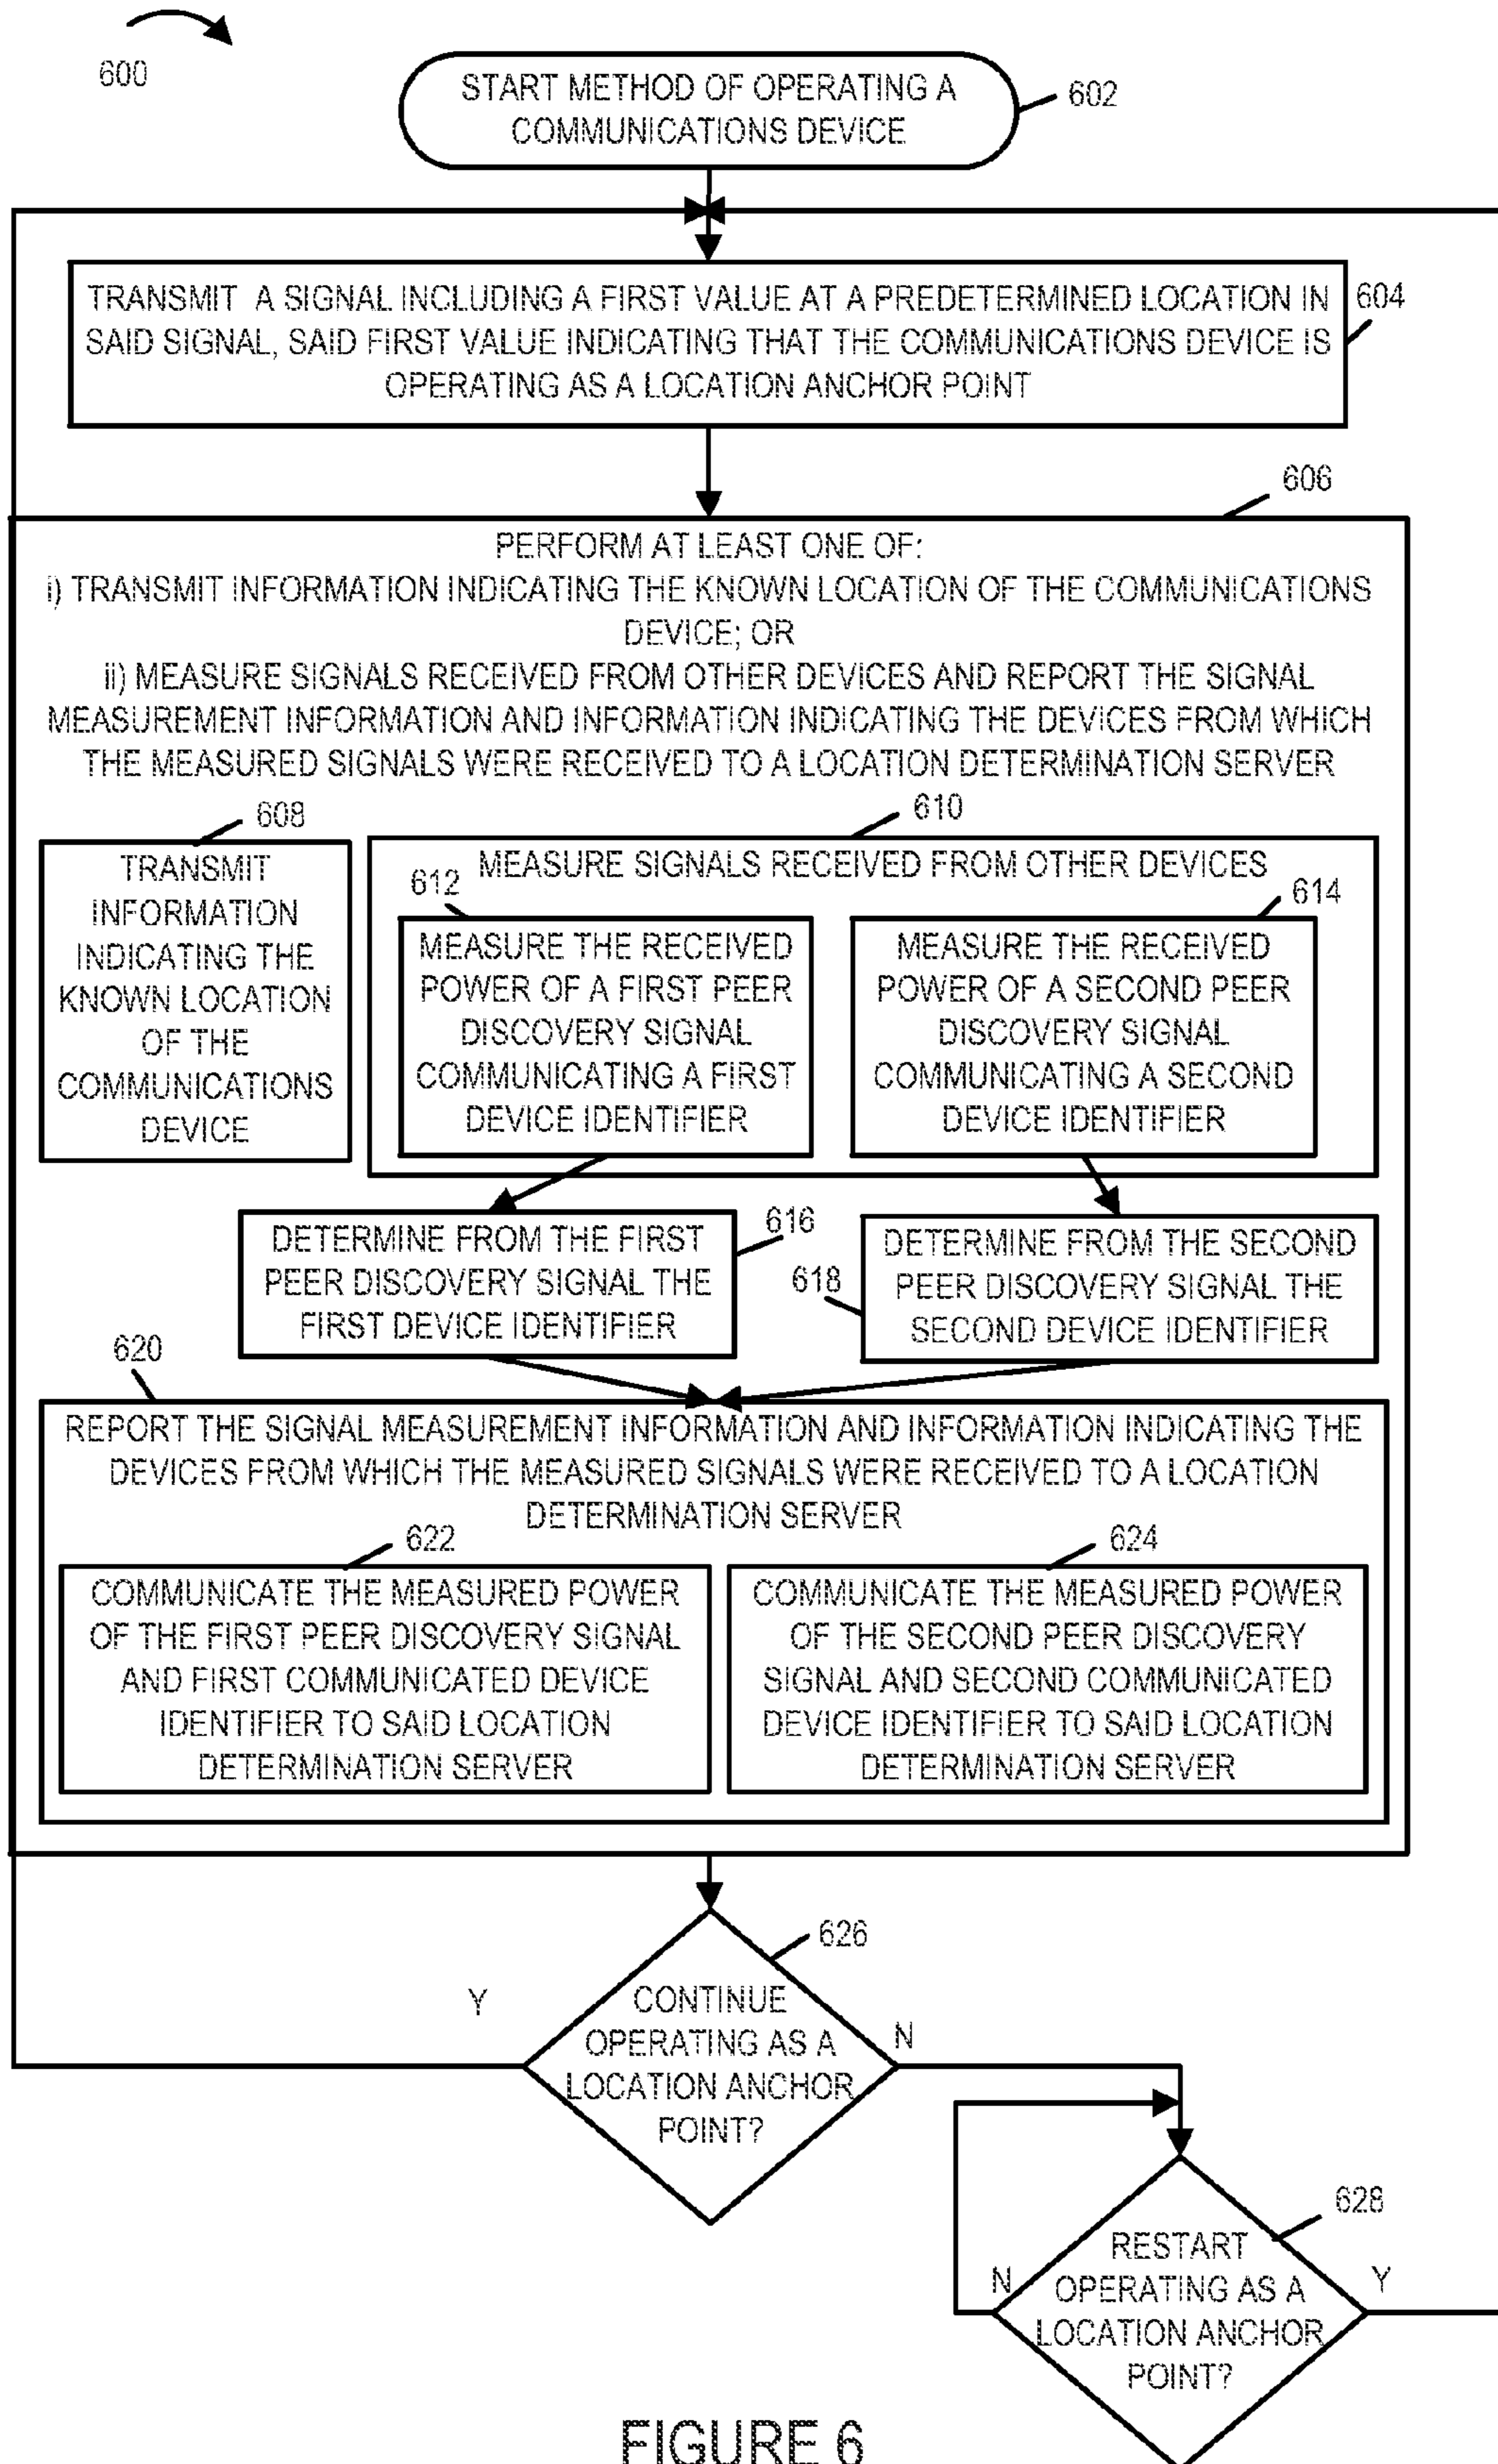 600
START METHOD OF OPERATING A
COMMUNICATIONS DEVICE
602
TRANSMIT A SIGNAL INCLUDING A FIRST VALUE AT A PREDETERMINED LOCATION IN
SAID SIGNAL, SAID FIRST VALUE INDICATING THAT THE COMMUNICATIONS DEVICE IS
OPERATING AS A LOCATION ANCHOR POINT
604
606
PERFORM AT LEAST ONE OF:
i) TRANSMIT INFORMATION INDICATING THE KNOWN LOCATION OF THE COMMUNICATIONS
DEVICE; OR
ii) MEASURE SIGNALS RECEIVED FROM OTHER DEVICES AND REPORT THE SIGNAL
MEASUREMENT INFORMATION AND INFORMATION INDICATING THE DEVICES FROM WHICH
THE MEASURED SIGNALS WERE RECEIVED TO A LOCATION DETERMINATION SERVER
608
TRANSMIT
INFORMATION
INDICATING THE
KNOWN LOCATION
OF THE
COMMUNICATIONS
DEVICE
610
MEASURE SIGNALS RECEIVED FROM OTHER DEVICES
612
MEASURE THE RECEIVED
POWER OF A FIRST PEER
DISCOVERY SIGNAL
COMMUNICATING A FIRST
DEVICE IDENTIFIER
614
MEASURE THE RECEIVED
POWER OF A SECOND PEER
DISCOVERY SIGNAL
COMMUNICATING A SECOND
DEVICE IDENTIFIER
DETERMINE FROM THE FIRST
PEER DISCOVERY SIGNAL THE
FIRST DEVICE IDENTIFIER
616
618
DETERMINE FROM THE SECOND
PEER DISCOVERY SIGNAL THE
SECOND DEVICE IDENTIFIER
620
REPORT THE SIGNAL MEASUREMENT INFORMATION AND INFORMATION INDICATING THE
DEVICES FROM WHICH THE MEASURED SIGNALS WERE RECEIVED TO A LOCATION
DETERMINATION SERVER
622
COMMUNICATE THE MEASURED POWER
OF THE FIRST PEER DISCOVERY SIGNAL
AND FIRST COMMUNICATED DEVICE
IDENTIFIER TO SAID LOCATION
DETERMINATION SERVER
624
COMMUNICATE THE MEASURED POWER
OF THE SECOND PEER DISCOVERY
SIGNAL AND SECOND COMMUNICATED
DEVICE IDENTIFIER TO SAID LOCATION
DETERMINATION SERVER
626
Y
CONTINUE
OPERATING AS A
LOCATION ANCHOR
POINT?
N
628
N
RESTART
OPERATING AS A
LOCATION ANCHOR
POINT?
Y
FIGURE 6